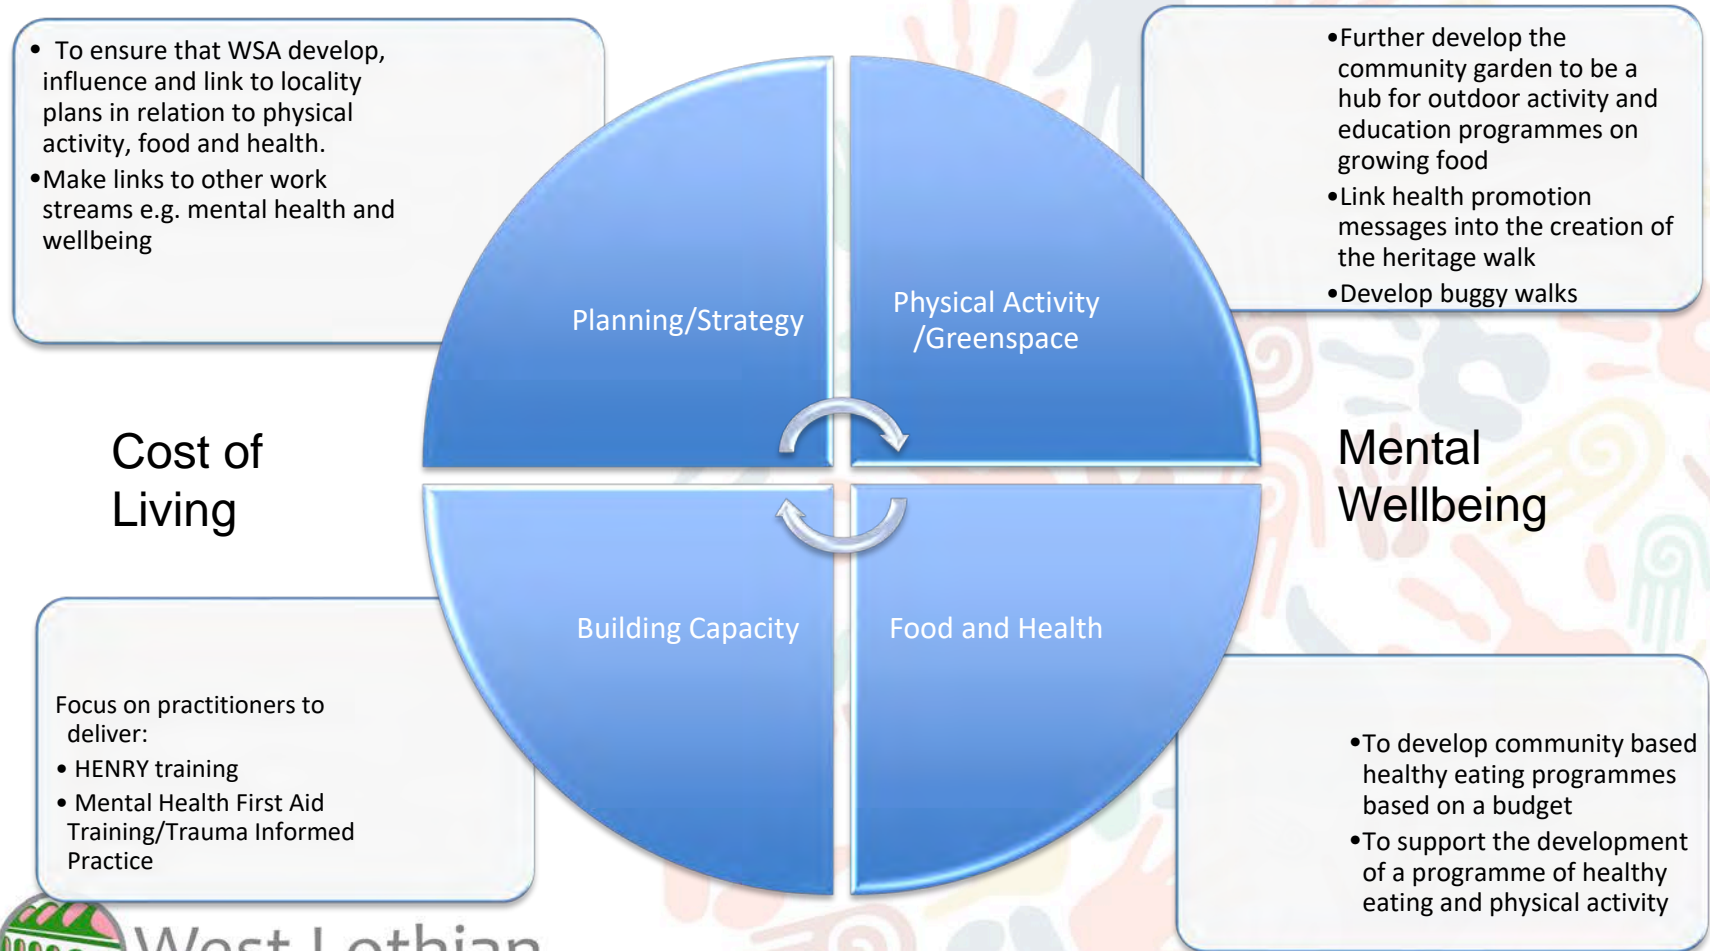 • To ensure that WSA develop,
influence and link to locality
plans in relation to physical
activity, food and health.
•Make links to other work
streams e.g. mental health and
wellbeing
•Further develop the
community garden to be a
hub for outdoor activity and
education programmes on
growing food
•Link health promotion
messages into the creation of
the heritage walk
•Develop buggy walks
Planning/Strategy
Physical Activity
/Greenspace
Cost of
Living
Mental
Wellbeing
Building Capacity
Food and Health
Focus on practitioners to
deliver:
• HENRY training
• Mental Health First Aid
Training/Trauma Informed
Practice
•To develop community based
healthy eating programmes
based on a budget
•To support the development
of a programme of healthy
eating and physical activity
West Lothian